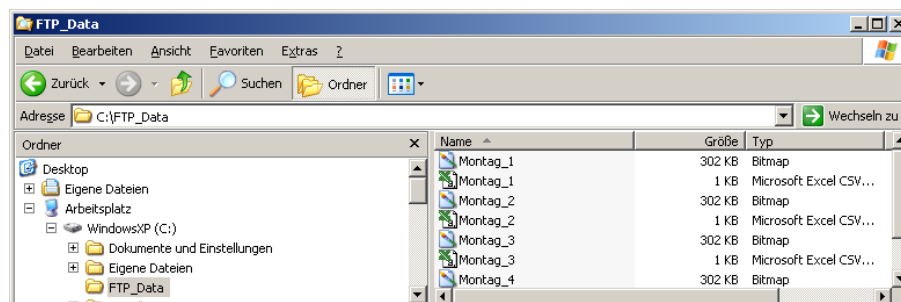 FTP_Data
Datei Bearbeiten Ansicht Favoriten Extras ?
Zurück Suchen Ordner
Adresse C:\FTP_Data Wechseln zu
Ordner x
Name Größe Typ
Desktop
Eigene Dateien
Arbeitsplatz
WindowsXP (C:)
Dokumente und Einstellungen
Eigene Dateien
FTP_Data
Montag_1 302 KB Bitmap
Montag_1 1 KB Microsoft Excel CSV...
Montag_2 302 KB Bitmap
Montag_2 1 KB Microsoft Excel CSV...
Montag_3 302 KB Bitmap
Montag_3 1 KB Microsoft Excel CSV...
Montag_4 302 KB Bitmap